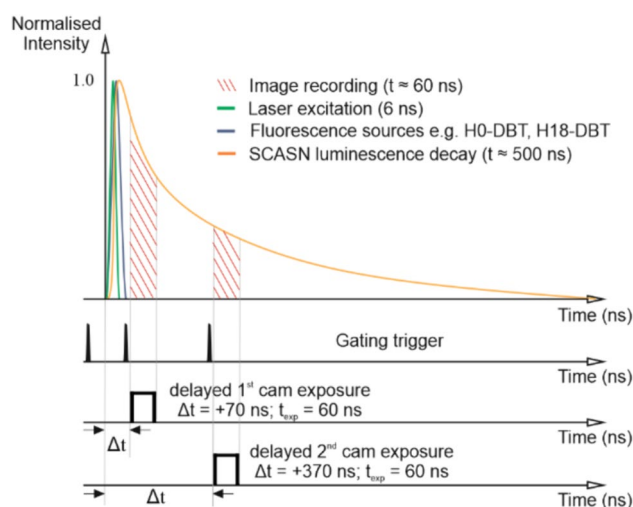 Normalised
Intensity
1.0
Image recording (t ≈ 60 ns)
Laser excitation (6 ns)
Fluorescence sources e.g. H0-DBT, H18-DBT
SCASN luminescence decay (t ≈ 500 ns)
Time (ns)
Gating trigger
Time (ns)
delayed 1st cam exposure
Δt = +70 ns; texp = 60 ns
Time (ns)
Δt
delayed 2nd cam exposure
Δt = +370 ns; texp = 60 ns
Δt
Time (ns)